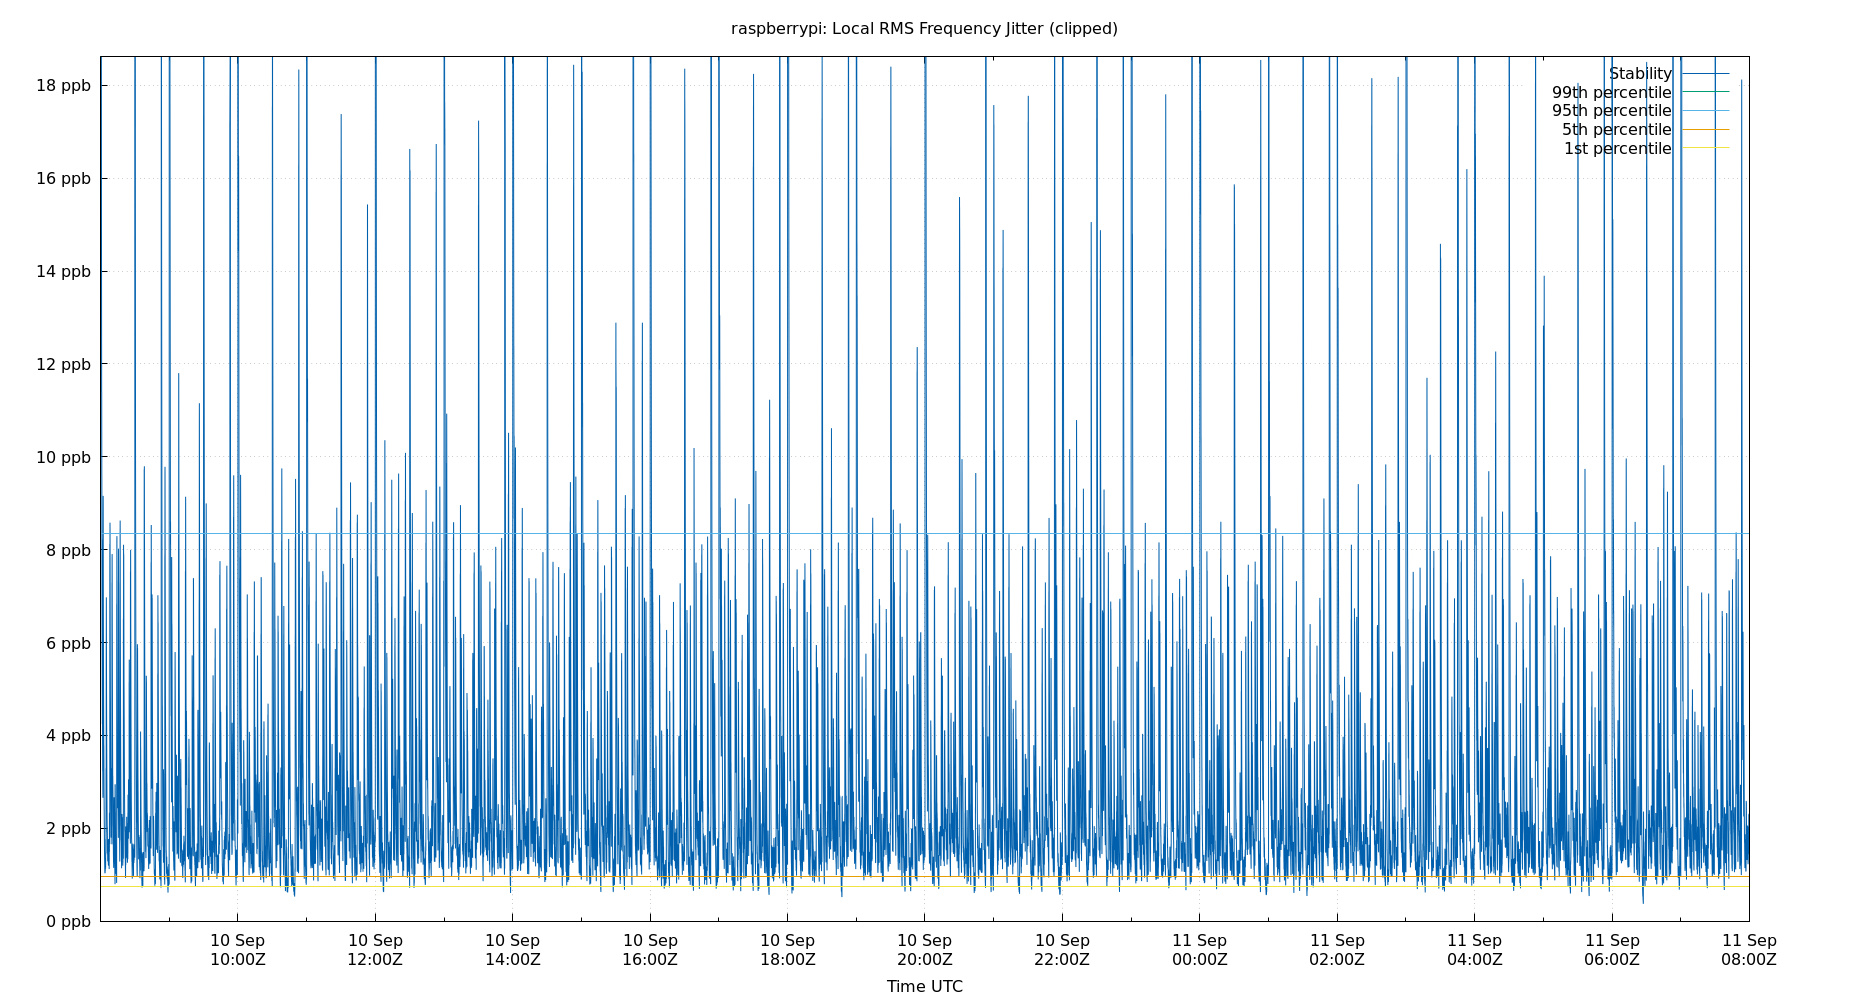 raspberrypi: Local RMS Frequency Jitter (clipped)
Stability
99th percentile
95th percentile
5th percentile
1st percentile
18 ppb
16 ppb
14 ppb
12 ppb
10 ppb
8 ppb
6 ppb
4 ppb
2 ppb
0 ppb
10 Sep 10 Sep 10 Sep 10 Sep 10 Sep 10 Sep 10 Sep 11 Sep 11 Sep 11 Sep 11 Sep 11 Sep
10:00Z 12:00Z 14:00Z 16:00Z 18:00Z 20:00Z 22:00Z 00:00Z 02:00Z 04:00Z 06:00Z 08:00Z
Time UTC